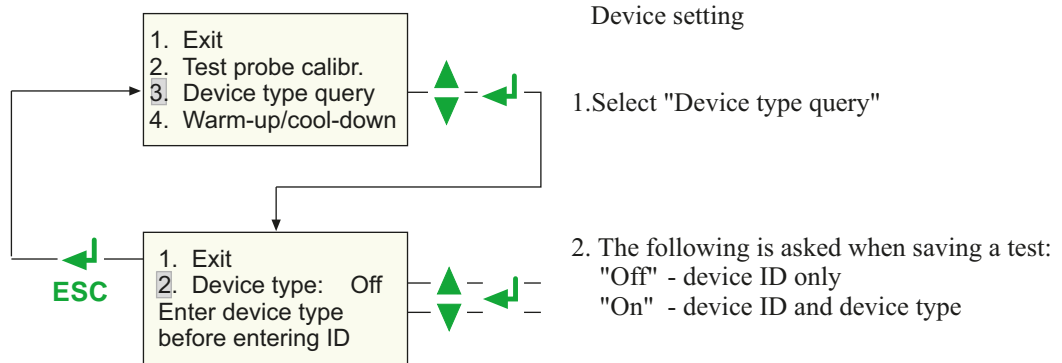 Device setting
1. Exit
2. Test probe calibr.
3. Device type query
4. Warm-up/cool-down
1.Select "Device type query"
1. Exit
2. Device type: Off
Enter device type
before entering ID
ESC
2. The following is asked when saving a test:
"Off" - device ID only
"On" - device ID and device type